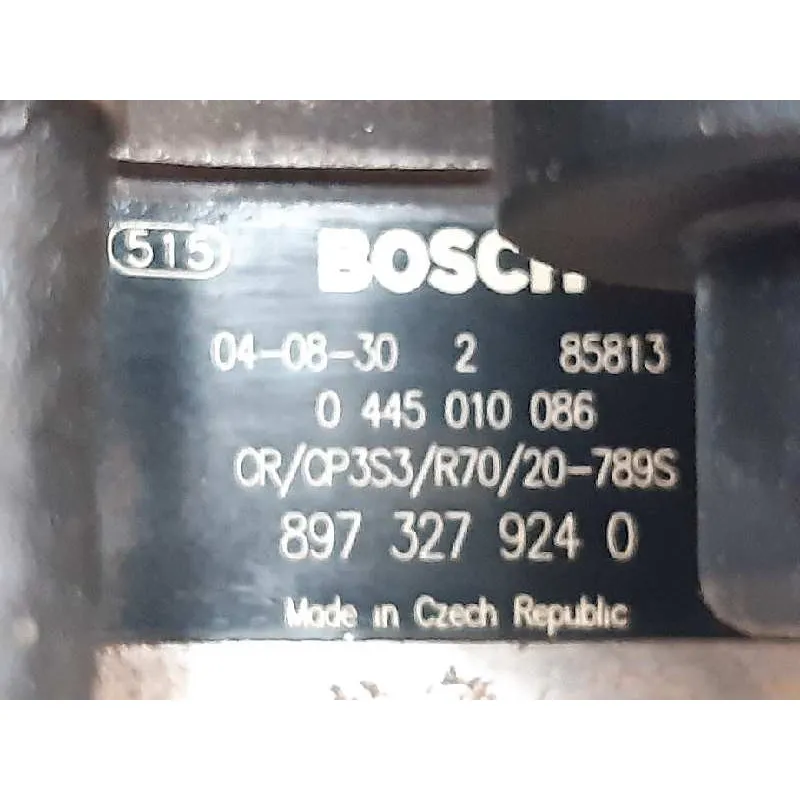 515 BOSCH
04-08-30 2 85813
0 445 010 086
CR/CP3S3/R70/20-789S
897 327 924 0
Made in Czech Republic